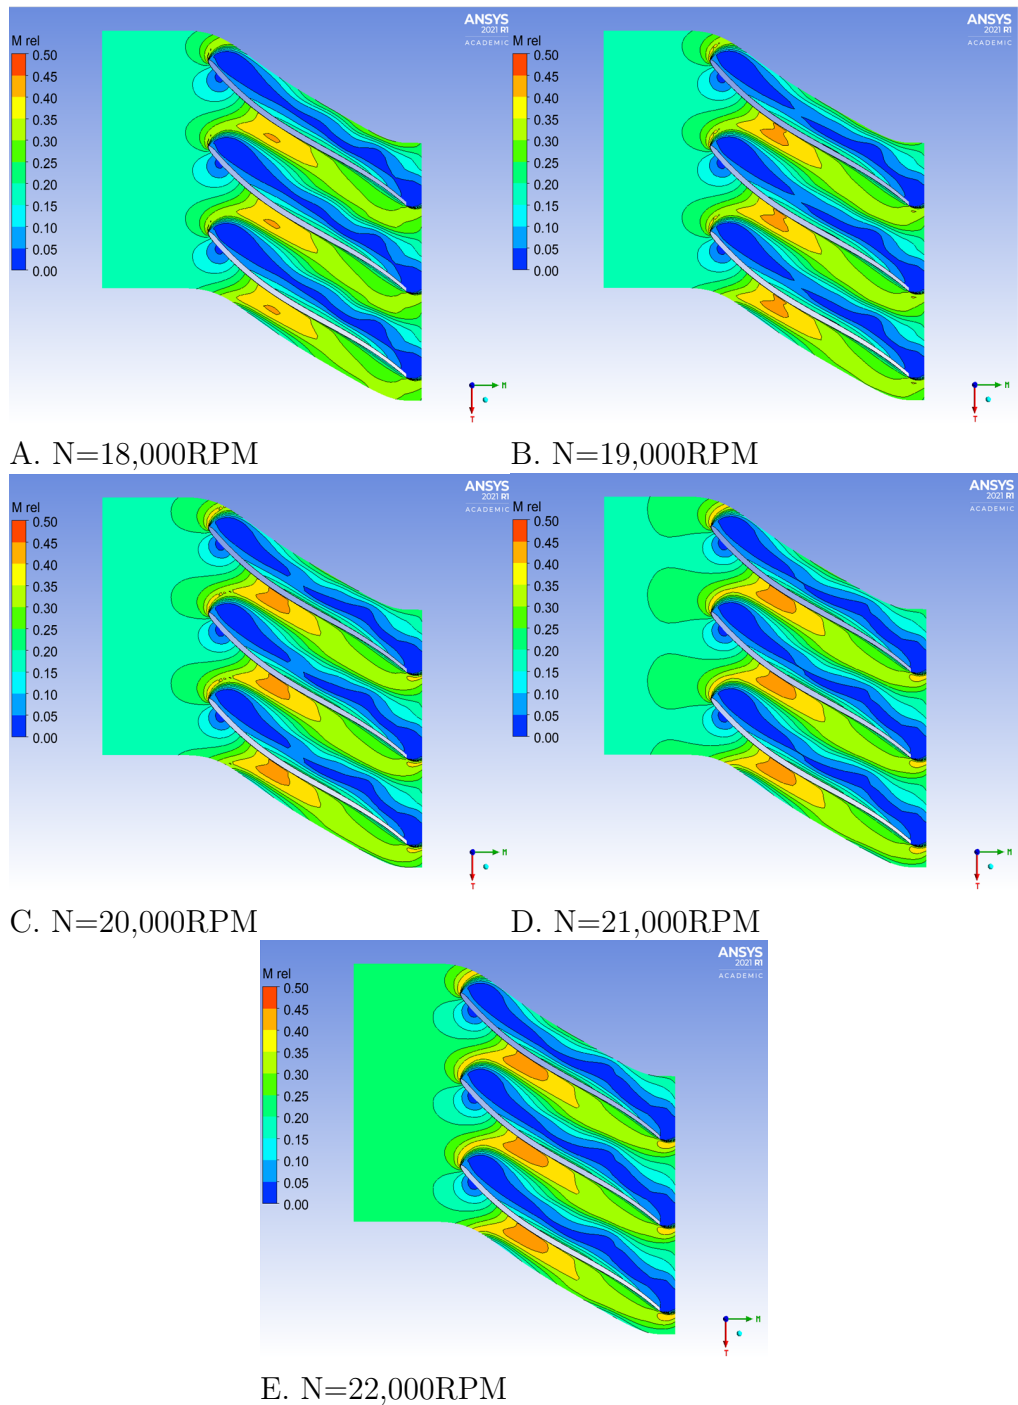 ANSYS
2021 R1
ACADEMIC
M rel
0.50
0.45
0.40
0.35
0.30
0.25
0.20
0.15
0.10
0.05
0.00
M
T
ANSYS
2021 R1
ACADEMIC
M rel
0.50
0.45
0.40
0.35
0.30
0.25
0.20
0.15
0.10
0.05
0.00
M
T
A. N=18,000RPM
B. N=19,000RPM
ANSYS
2021 R1
ACADEMIC
M rel
0.50
0.45
0.40
0.35
0.30
0.25
0.20
0.15
0.10
0.05
0.00
M
T
ANSYS
2021 R1
ACADEMIC
M rel
0.50
0.45
0.40
0.35
0.30
0.25
0.20
0.15
0.10
0.05
0.00
M
T
C. N=20,000RPM
D. N=21,000RPM
ANSYS
2021 R1
ACADEMIC
M rel
0.50
0.45
0.40
0.35
0.30
0.25
0.20
0.15
0.10
0.05
0.00
M
T
E. N=22,000RPM